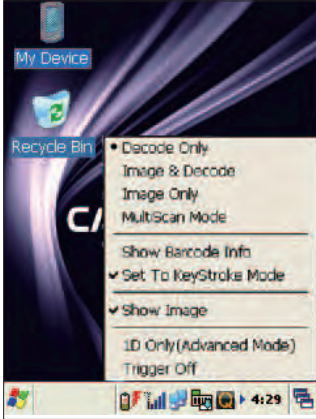 My Device
Recycle Bin
Decode Only
Image & Decode
Image Only
MultiScan Mode
Show Barcode Info
Set To KeyStroke Mode
Show Image
1D Only(Advanced Mode)
Trigger Off
4:29